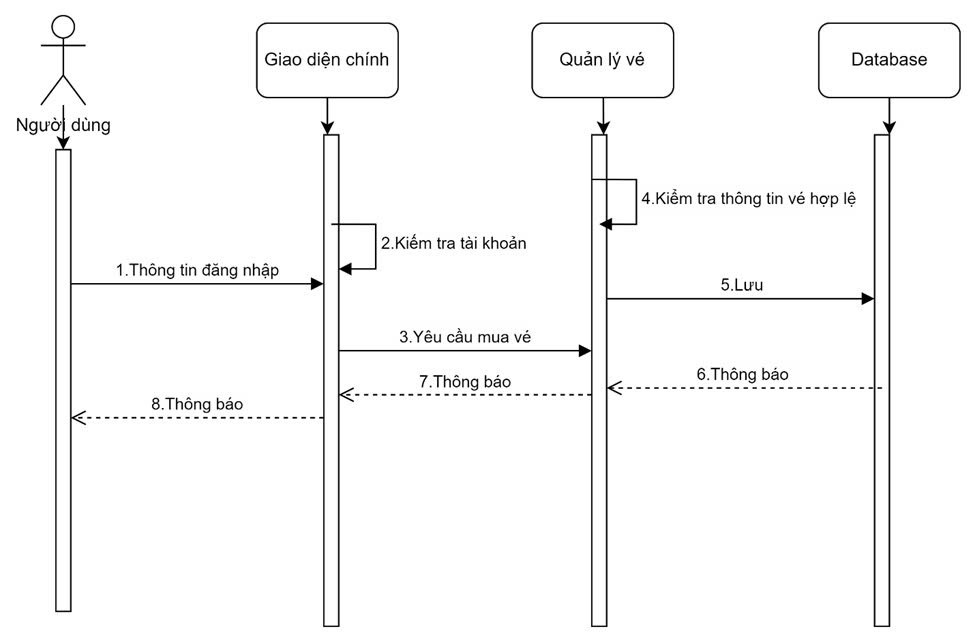 Giao diện chính
Quản lý vé
Database
Người dùng
4.Kiểm tra thông tin vé hợp lệ
2.Kiếm tra tài khoản
1.Thông tin đăng nhập
5.Lưu
3.Yêu cầu mua vé
6.Thông báo
7.Thông báo
8.Thông báo